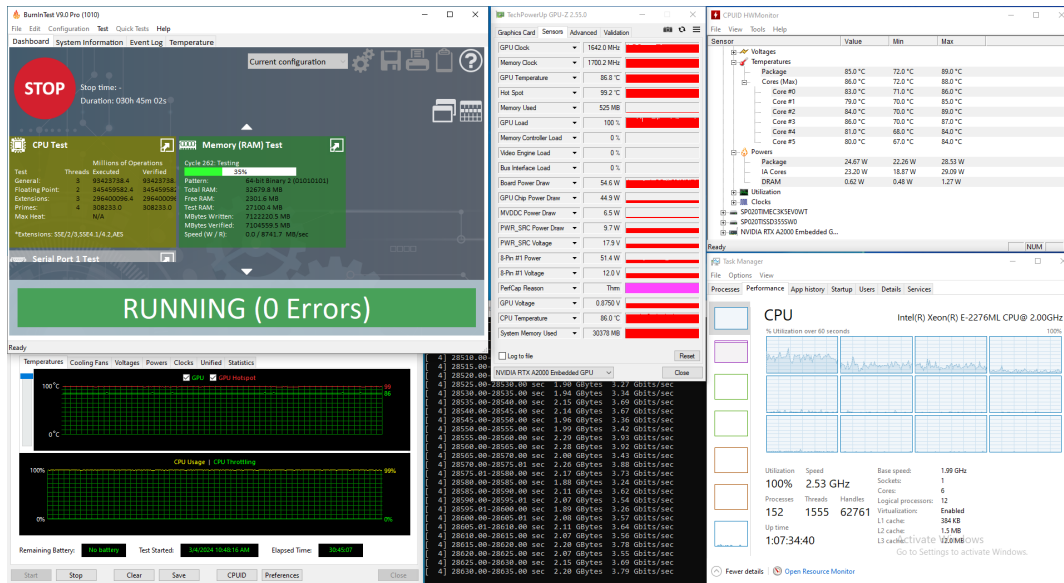 BurnInTest V9.0 Pro (1010)
File Edit Configuration Test Quick Tests Help
Dashboard System Information Event Log Temperature
Current configuration
STOP
Stop time: -
Duration: 030h 45m 02s
CPU Test
Millions of Operations
Test Threads Executed Verified
General: 3 93423738.4 93423738
Floating Point: 2 345459582.4 345459582
Extensions: 3 296400096.4 296400096
Primes: 4 308233.0 308233.0
Max Heat: N/A
*Extensions: SSE/2/3,SSE4.1/4.2,AES
Memory (RAM) Test
Cycle 262: Testing
35%
Pattern: 64-bit Binary 2 (01010101)
Total RAM: 32679.8 MB
Free RAM: 2301.6 MB
Test RAM: 27100.4 MB
MBytes Written: 7122220.5 MB
MBytes Verified: 7104559.5 MB
Speed (W / R): 0.0 / 8741.7 MB/sec
Serial Port 1 Test
RUNNING (0 Errors)
Ready
TechPowerUp GPU-Z 2.55.0
Graphics Card Sensors Advanced Validation
GPU Clock 1642.0 MHz
Memory Clock 1700.2 MHz
GPU Temperature 86.8 °C
Hot Spot 99.2 °C
Memory Used 525 MB
GPU Load 100 %
Memory Controller Load 0 %
Video Engine Load 0 %
Bus Interface Load 0 %
Board Power Draw 54.6 W
GPU Chip Power Draw 44.9 W
MVDDC Power Draw 6.5 W
PWR_SRC Power Draw 9.7 W
PWR_SRC Voltage 17.9 V
8-Pin #1 Power 51.4 W
8-Pin #1 Voltage 12.0 V
PerfCap Reason Thrm
GPU Voltage 0.8750 V
CPU Temperature 86.0 °C
System Memory Used 30378 MB
Log to file
Reset
NVIDIA RTX A2000 Embedded GPU
Close
CPUID HWMonitor
File View Tools Help
Sensor Value Min Max
Voltages
Temperatures
Package 85.0 °C 72.0 °C 89.0 °C
Cores (Max) 86.0 °C 72.0 °C 88.0 °C
Core #0 83.0 °C 71.0 °C 86.0 °C
Core #1 79.0 °C 70.0 °C 85.0 °C
Core #2 84.0 °C 70.0 °C 89.0 °C
Core #3 86.0 °C 70.0 °C 87.0 °C
Core #4 81.0 °C 68.0 °C 84.0 °C
Core #5 80.0 °C 67.0 °C 84.0 °C
Powers
Package 24.67 W 22.26 W 28.53 W
IA Cores 23.20 W 18.87 W 29.09 W
DRAM 0.62 W 0.48 W 1.27 W
Utilization
Clocks
SP020TIMEC3K5EV0WT
SP020TISSD355SW0
NVIDIA RTX A2000 Embedded G...
Ready NUM
Task Manager
File Options View
Processes Performance App history Startup Users Details Services
CPU Intel(R) Xeon(R) E-2276ML CPU@ 2.00GHz
% Utilization over 60 seconds 100%
Utilization Speed
100% 2.53 GHz
Processes Threads Handles
152 1555 62761
Up time
1:07:34:40
Base speed: 1.99 GHz
Sockets: 1
Cores: 6
Logical processors: 12
Virtualization: Enabled
L1 cache: 384 KB
L2 cache: 1.5 MB
L3 cache: 12.0 MB
Activate Windows
Go to Settings to activate Windows.
Fewer details Open Resource Monitor
Temperatures Cooling Fans Voltages Powers Clocks Unified Statistics
GPU GPU Hotspot
100°C 99
86
0°C
CPU Usage | CPU Throttling
100% 99%
0% 0%
Remaining Battery: No battery Test Started: 3/4/2024 10:48:16 AM Elapsed Time: 30:45:07
Start Stop Clear Save CPUID Preferences Close
[ 4] 28510.00
[ 4] 28515.00
[ 4] 28520.00
[ 4] 28525.00-28530.00 sec 1.90 GBytes 3.27 Gbits/sec
[ 4] 28530.00-28535.00 sec 1.94 GBytes 3.34 Gbits/sec
[ 4] 28535.00-28540.00 sec 2.15 GBytes 3.69 Gbits/sec
[ 4] 28540.00-28545.00 sec 2.14 GBytes 3.67 Gbits/sec
[ 4] 28545.00-28550.00 sec 1.96 GBytes 3.36 Gbits/sec
[ 4] 28550.00-28555.00 sec 1.99 GBytes 3.42 Gbits/sec
[ 4] 28555.00-28560.00 sec 2.29 GBytes 3.93 Gbits/sec
[ 4] 28560.00-28565.00 sec 2.28 GBytes 3.92 Gbits/sec
[ 4] 28565.00-28570.00 sec 2.00 GBytes 3.43 Gbits/sec
[ 4] 28570.00-28575.01 sec 2.26 GBytes 3.88 Gbits/sec
[ 4] 28575.01-28580.00 sec 2.17 GBytes 3.73 Gbits/sec
[ 4] 28580.00-28585.00 sec 1.88 GBytes 3.24 Gbits/sec
[ 4] 28585.00-28590.00 sec 2.11 GBytes 3.62 Gbits/sec
[ 4] 28590.00-28595.01 sec 2.07 GBytes 3.54 Gbits/sec
[ 4] 28595.01-28600.00 sec 1.89 GBytes 3.26 Gbits/sec
[ 4] 28600.00-28605.01 sec 2.08 GBytes 3.57 Gbits/sec
[ 4] 28605.01-28610.00 sec 2.11 GBytes 3.64 Gbits/sec
[ 4] 28610.00-28615.00 sec 2.07 GBytes 3.56 Gbits/sec
[ 4] 28615.00-28620.00 sec 2.20 GBytes 3.78 Gbits/sec
[ 4] 28620.00-28625.00 sec 2.07 GBytes 3.55 Gbits/sec
[ 4] 28625.00-28630.00 sec 2.15 GBytes 3.69 Gbits/sec
[ 4] 28630.00-28635.00 sec 2.20 GBytes 3.79 Gbits/sec